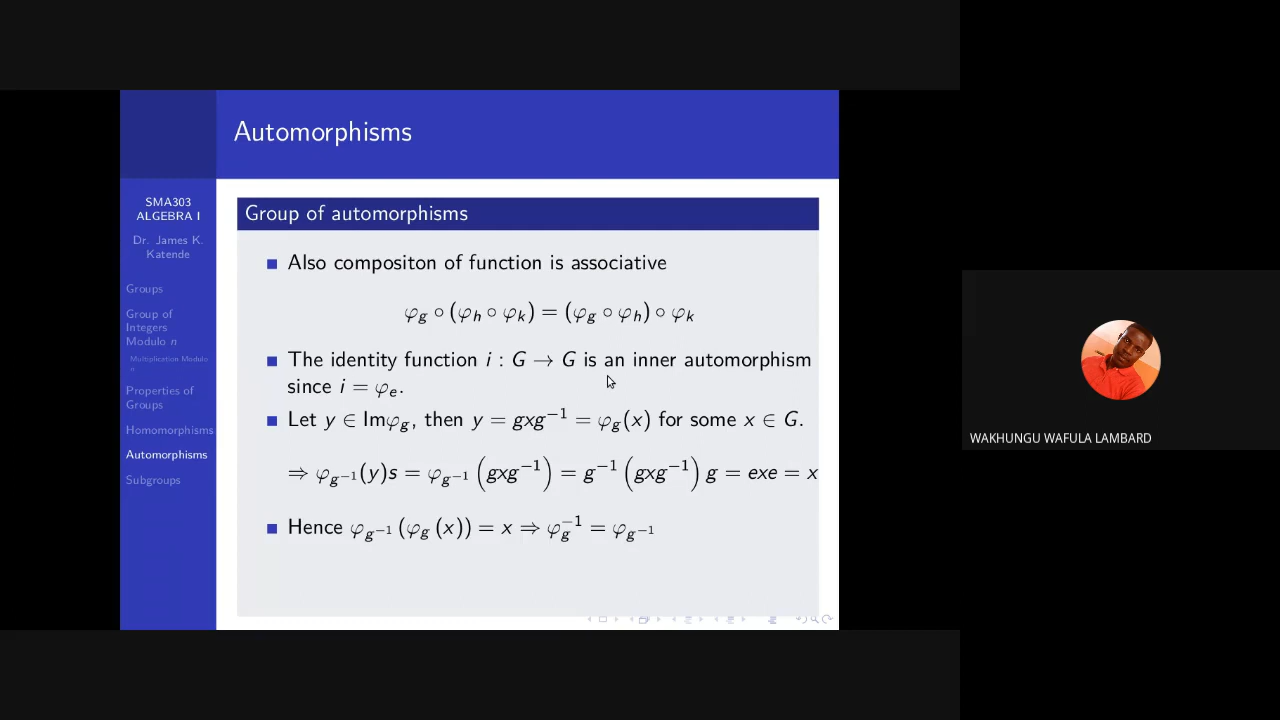 Automorphisms
SMA303
ALGEBRA I
Dr. James K.
Katende
Groups
Group of
Integers
Modulo n
Multiplication Modulo
n
Properties of
Groups
Homomorphisms
Automorphisms
Subgroups
Group of automorphisms
Also compositon of function is associative
φ_g ∘ (φ_h ∘ φ_k) = (φ_g ∘ φ_h) ∘ φ_k
The identity function i : G → G is an inner automorphism
since i = φ_e.
Let y ∈ Imφ_g, then y = gxg⁻¹ = φ_g(x) for some x ∈ G.
⇒ φ_{g⁻¹}(y)s = φ_{g⁻¹}(gxg⁻¹) = g⁻¹(gxg⁻¹)g = exe = x
Hence φ_{g⁻¹}(φ_g(x)) = x ⇒ φ_g⁻¹ = φ_{g⁻¹}
WAKHUNGU WAFULA LAMBARD